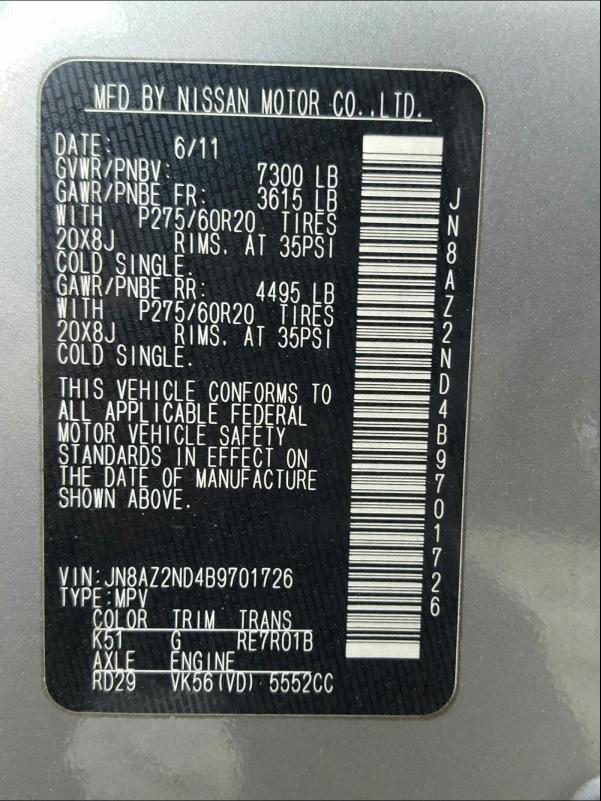 MFD BY NISSAN MOTOR CO.,LTD.
DATE: 6/11
GVWR/PNBV: 7300 LB
GAWR/PNBE FR: 3615 LB
WITH P275/60R20 TIRES
20X8J RIMS. AT 35PSI
COLD SINGLE.
GAWR/PNBE RR: 4495 LB
WITH P275/60R20 TIRES
20X8J RIMS. AT 35PSI
COLD SINGLE.
THIS VEHICLE CONFORMS TO
ALL APPLICABLE FEDERAL
MOTOR VEHICLE SAFETY
STANDARDS IN EFFECT ON
THE DATE OF MANUFACTURE
SHOWN ABOVE.
VIN:JN8AZ2ND4B9701726
TYPE:MPV
COLOR TRIM TRANS
K51 G RE7R01B
AXLE ENGINE
RD29 VK56(VD) 5552CC
JN8AZ2ND4B9701726